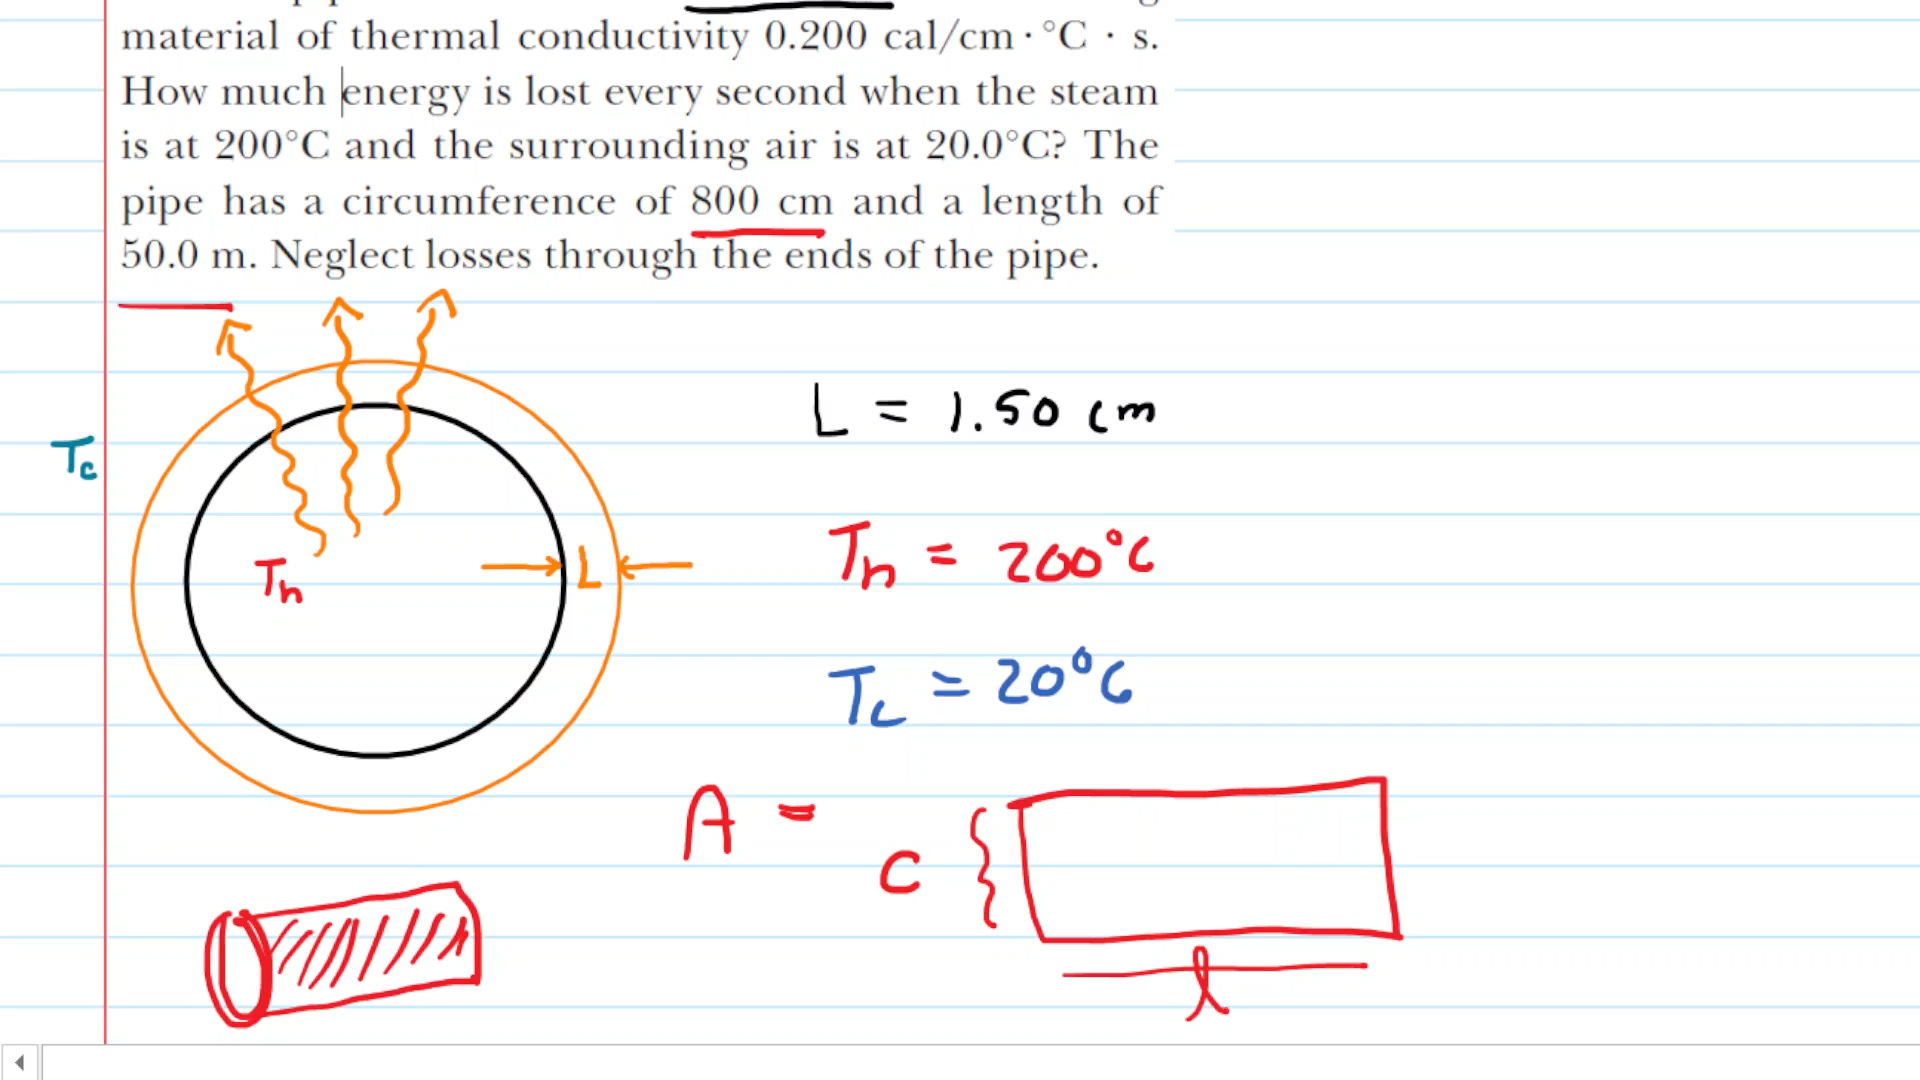 material of thermal conductivity 0.200 cal/cm · °C · s.
How much energy is lost every second when the steam
is at 200°C and the surrounding air is at 20.0°C? The
pipe has a circumference of 800 cm and a length of
50.0 m. Neglect losses through the ends of the pipe.
L = 1.50 cm
Tc
Th
L
Th = 200°C
Tc = 20°C
A =
C
l